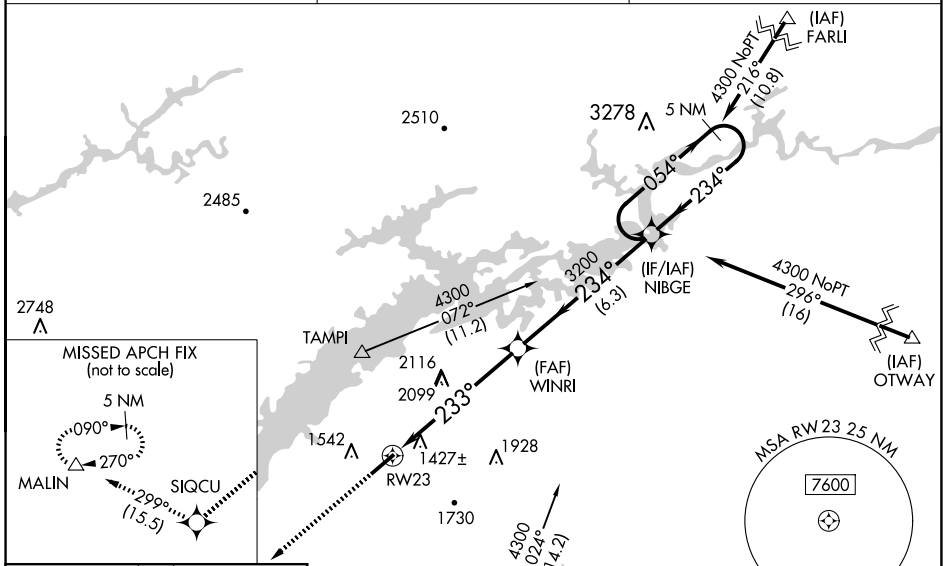 (IAF)
FARLI
4300 NoPT
216°
(10.8)
5 NM
3278
2510
054°
234°
2485
(IF/IAF)
NIBGE
3200
234°
(6.3)
4300 NoPT
296°
(16)
(IAF)
OTWAY
4300
072°
(11.2)
2748
TAMPI
(FAF)
WINRI
2116
2099
233°
MISSED APCH FIX
(not to scale)
5 NM
090°
270°
MALIN
SIQCU
299°
(15.5)
1542
1427±
1928
RW23
1730
MSA RW23 25 NM
7600
4300
024°
14.2)